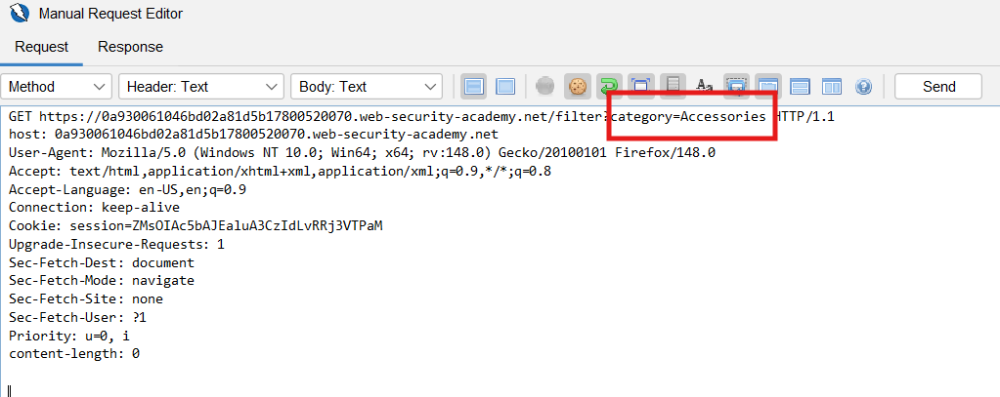 Manual Request Editor
Request Response
Method Header: Text Body: Text Send
GET https://0a930061046bd02a81d5b17800520070.web-security-academy.net/filter?category=Accessories HTTP/1.1
host: 0a930061046bd02a81d5b17800520070.web-security-academy.net
User-Agent: Mozilla/5.0 (Windows NT 10.0; Win64; x64; rv:148.0) Gecko/20100101 Firefox/148.0
Accept: text/html,application/xhtml+xml,application/xml;q=0.9,*/*;q=0.8
Accept-Language: en-US,en;q=0.9
Connection: keep-alive
Cookie: session=ZMsOIAc5bAJEaluA3CzIdLvRRj3VTPaM
Upgrade-Insecure-Requests: 1
Sec-Fetch-Dest: document
Sec-Fetch-Mode: navigate
Sec-Fetch-Site: none
Sec-Fetch-User: ?1
Priority: u=0, i
content-length: 0